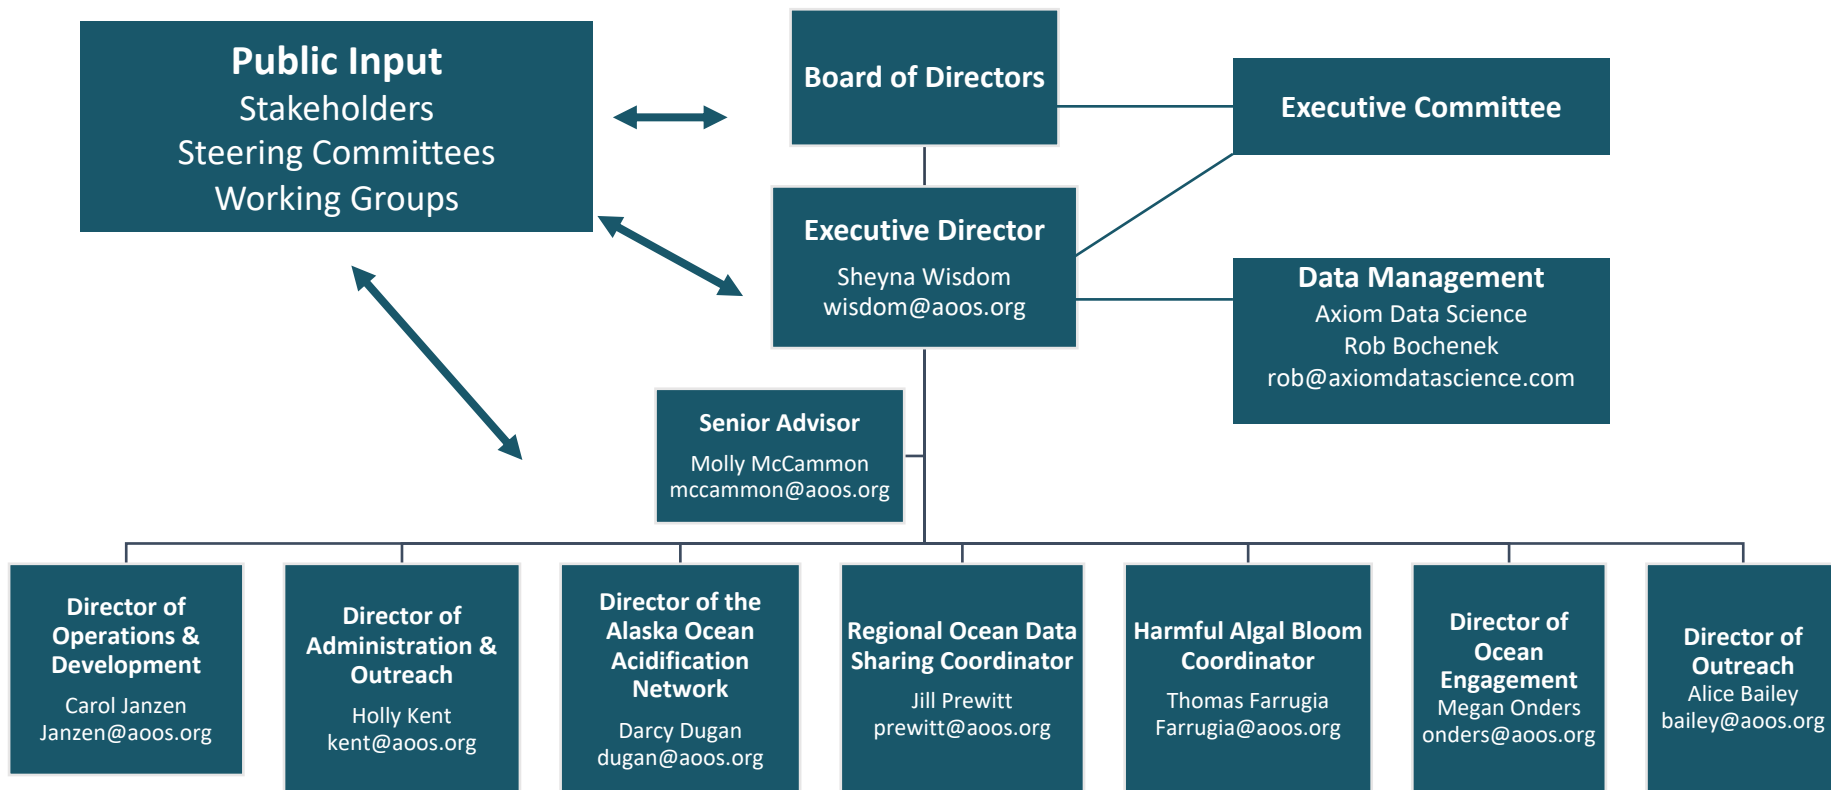 Public Input
Stakeholders
Steering Committees
Working Groups
Board of Directors
Executive Committee
Executive Director
Sheyna Wisdom
wisdom@aoos.org
Data Management
Axiom Data Science
Rob Bochenek
rob@axiomdatascience.com
Senior Advisor
Molly McCammon
mccammon@aoos.org
Director of
Operations &
Development
Carol Janzen
Janzen@aoos.org
Director of
Administration &
Outreach
Holly Kent
kent@aoos.org
Director of the
Alaska Ocean
Acidification
Network
Darcy Dugan
dugan@aoos.org
Regional Ocean Data
Sharing Coordinator
Jill Prewitt
prewitt@aoos.org
Harmful Algal Bloom
Coordinator
Thomas Farrugia
Farrugia@aoos.org
Director of
Ocean
Engagement
Megan Onders
onders@aoos.org
Director of
Outreach
Alice Bailey
bailey@aoos.org